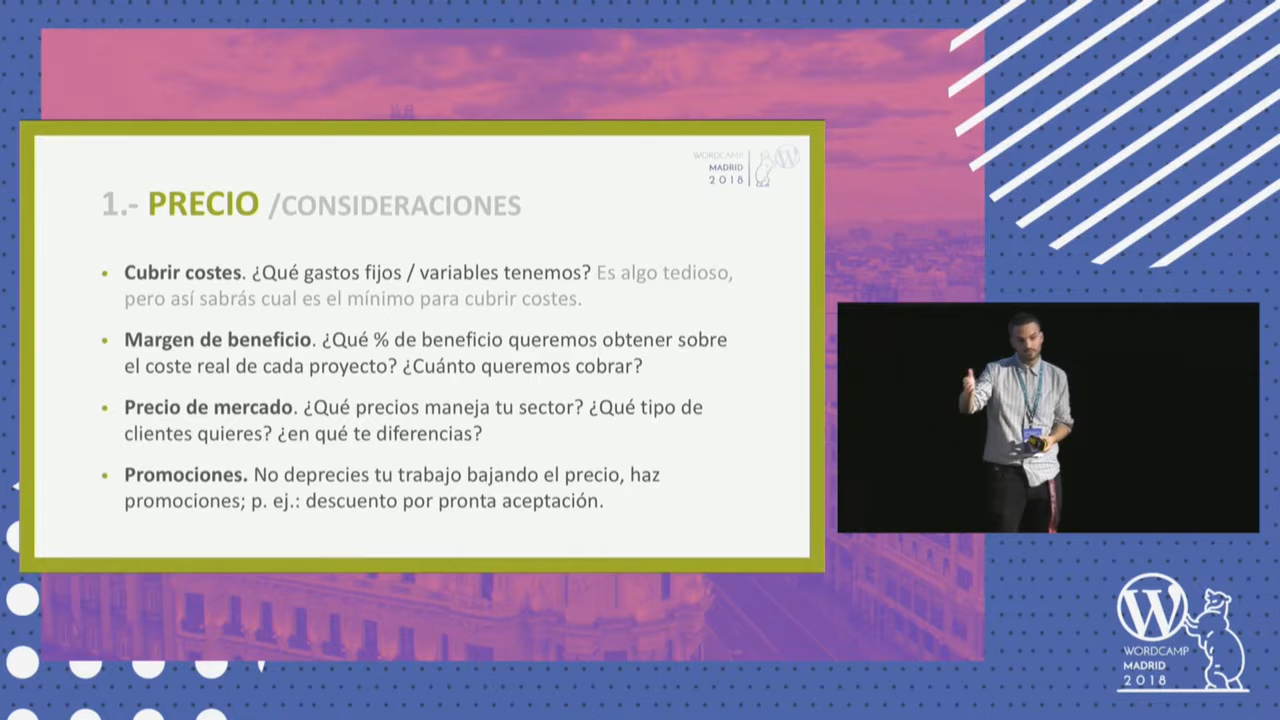 WORDCAMP
MADRID
2018
1.- PRECIO /CONSIDERACIONES
• Cubrir costes. ¿Qué gastos fijos / variables tenemos? Es algo tedioso,
pero así sabrás cual es el mínimo para cubrir costes.
• Margen de beneficio. ¿Qué % de beneficio queremos obtener sobre
el coste real de cada proyecto? ¿Cuánto queremos cobrar?
• Precio de mercado. ¿Qué precios maneja tu sector? ¿Qué tipo de
clientes quieres? ¿en qué te diferencias?
• Promociones. No deprecies tu trabajo bajando el precio, haz
promociones; p. ej.: descuento por pronta aceptación.
WORDCAMP
MADRID
2018